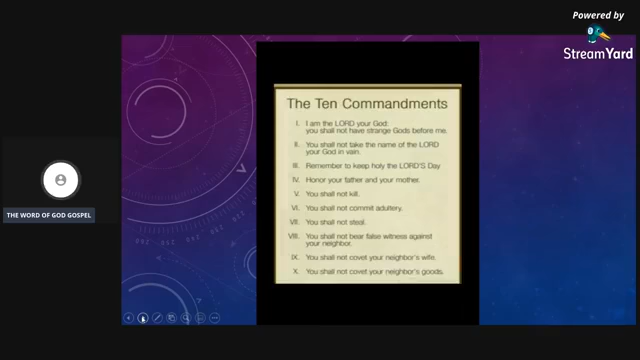 Powered by
StreamYard
The Ten Commandments
I. I am the LORD your God:
you shall not have strange Gods before me.
II. You shall not take the name of the LORD
your God in vain.
III. Remember to keep holy the LORD'S Day
IV. Honor your father and your mother.
V. You shall not kill.
VI. You shall not commit adultery.
VII. You shall not steal.
VIII. You shall not bear false witness against
your neighbor.
IX. You shall not covet your neighbor's wife.
X. You shall not covet your neighbor's goods.
THE WORD OF GOD GOSPEL